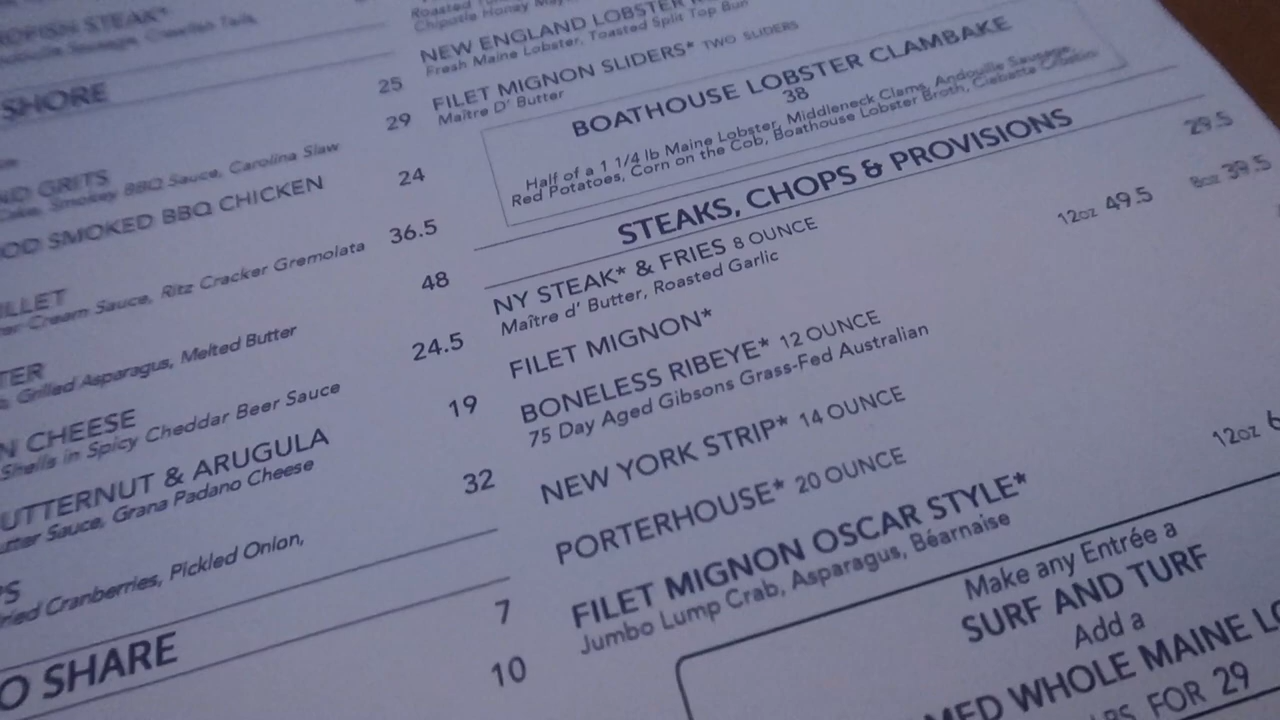 STEAK*
SHORE
25
29
GRITS
Smokey BBQ Sauce, Carolina Slaw
SMOKED BBQ CHICKEN
24
36.5
Cream Sauce, Ritz Cracker Gremolata
48
Grilled Asparagus, Melted Butter
24.5
N CHEESE
Shells in Spicy Cheddar Beer Sauce
19
UTTERNUT & ARUGULA
utter Sauce, Grana Padano Cheese
32
ried Cranberries, Pickled Onion,
O SHARE
7
10
Roasted
Chipotle Honey
NEW ENGLAND LOBSTER
Fresh Maine Lobster, Toasted Split Top Bun
FILET MIGNON SLIDERS* TWO SLIDERS
Maître D' Butter
BOATHOUSE LOBSTER CLAMBAKE
38
Half of a 1 1/4 lb Maine Lobster, Middleneck Clams, Andouille Sausage,
Red Potatoes, Corn on the Cob, Boathouse Lobster Broth, Ciabatta
STEAKS, CHOPS & PROVISIONS
NY STEAK* & FRIES 8 OUNCE 29.5
Maître d' Butter, Roasted Garlic
FILET MIGNON* 12oz 49.5 8oz 39.5
BONELESS RIBEYE* 12 OUNCE
75 Day Aged Gibsons Grass-Fed Australian
NEW YORK STRIP* 14 OUNCE
PORTERHOUSE* 20 OUNCE
FILET MIGNON OSCAR STYLE* 12oz 6
Jumbo Lump Crab, Asparagus, Béarnaise
Make any Entrée a
SURF AND TURF
Add a
MED WHOLE MAINE LO
FOR 29